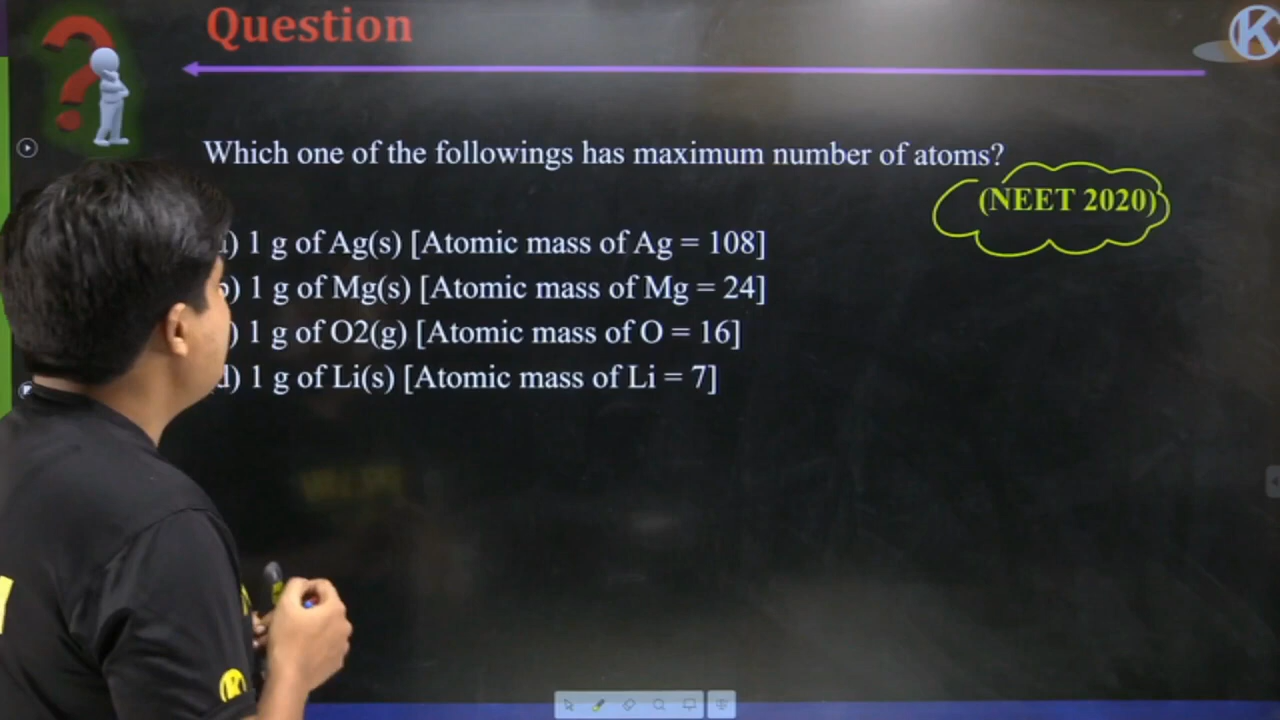 Question
Which one of the followings has maximum number of atoms?
(NEET 2020)
) 1 g of Ag(s) [Atomic mass of Ag = 108]
) 1 g of Mg(s) [Atomic mass of Mg = 24]
) 1 g of O2(g) [Atomic mass of O = 16]
d) 1 g of Li(s) [Atomic mass of Li = 7]
K